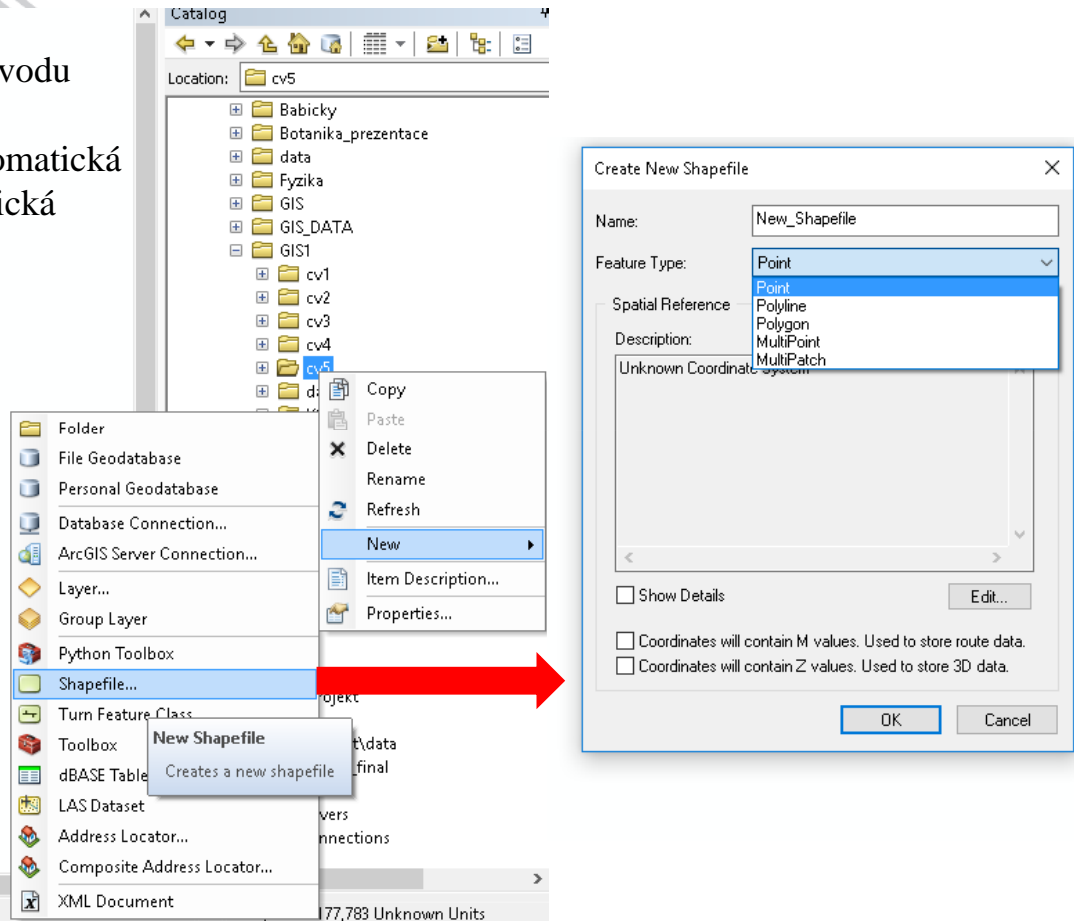 Catalog
vodu
Location: cv5
omatická
ická
Babicky
Botanika_prezentace
data
Fyzika
GIS
GIS_DATA
GIS1
cv1
cv2
cv3
cv4
cv5
Copy
Paste
Delete
Rename
Refresh
New
Item Description...
Properties...
Folder
File Geodatabase
Personal Geodatabase
Database Connection...
ArcGIS Server Connection...
Layer...
Group Layer
Python Toolbox
Shapefile...
Turn Feature Class
Toolbox
dBASE Table
LAS Dataset
Address Locator...
Composite Address Locator...
XML Document
New Shapefile
Creates a new shapefile
ojekt
t\data
_final
vers
nnections
177,783 Unknown Units
Create New Shapefile
Name: New_Shapefile
Feature Type: Point
Point
Polyline
Polygon
MultiPoint
MultiPatch
Spatial Reference
Description:
Unknown Coordinate System
Show Details
Edit...
Coordinates will contain M values. Used to store route data.
Coordinates will contain Z values. Used to store 3D data.
OK Cancel